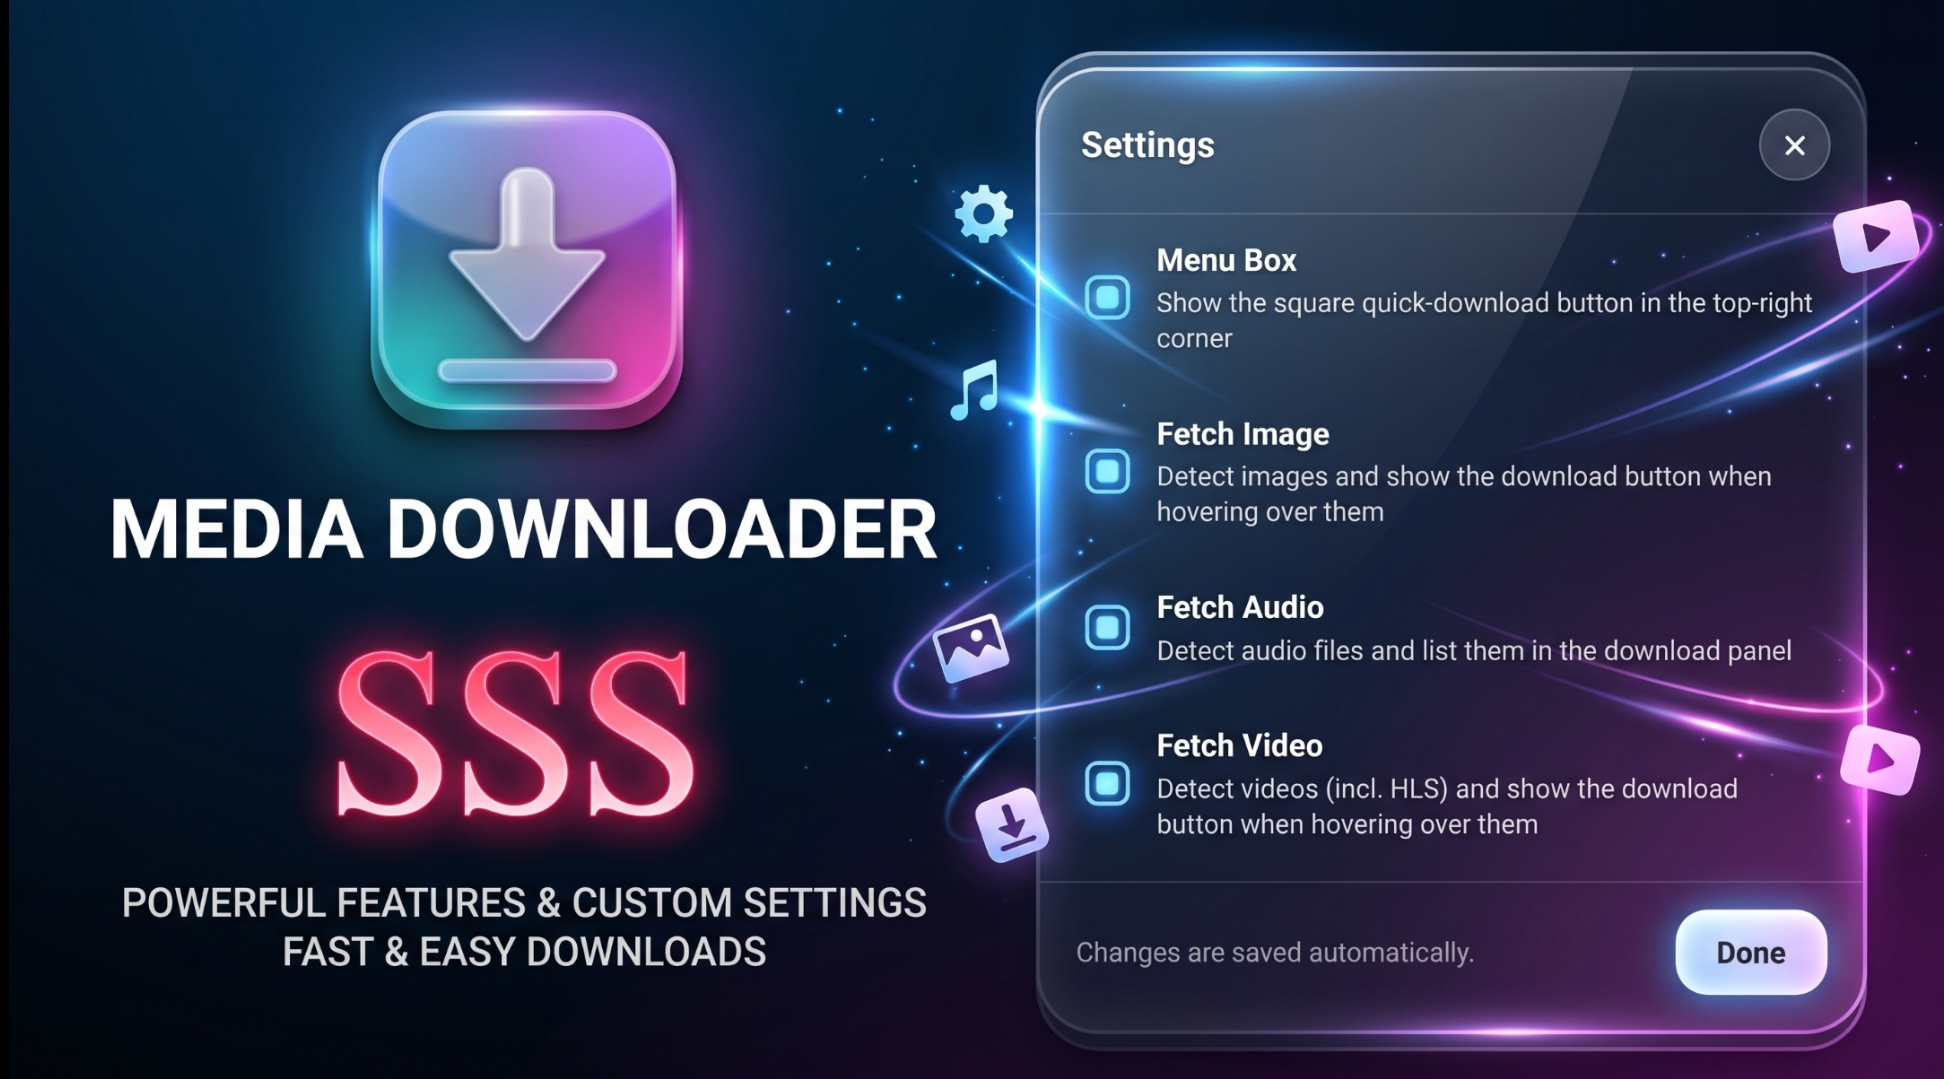 MEDIA DOWNLOADER
SSS
POWERFUL FEATURES & CUSTOM SETTINGS
FAST & EASY DOWNLOADS
Settings
Menu Box
Show the square quick-download button in the top-right
corner
Fetch Image
Detect images and show the download button when
hovering over them
Fetch Audio
Detect audio files and list them in the download panel
Fetch Video
Detect videos (incl. HLS) and show the download
button when hovering over them
Changes are saved automatically.
Done